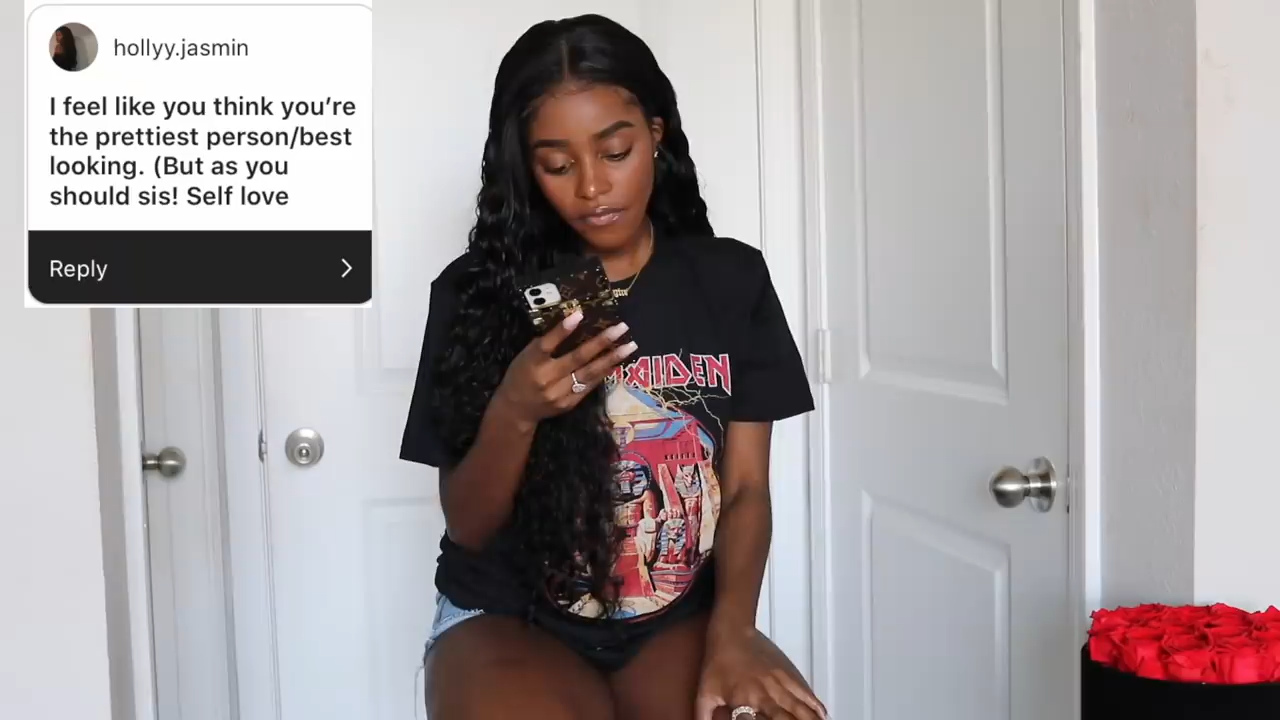 hollyy.jasmin
I feel like you think you're
the prettiest person/best
looking. (But as you
should sis! Self love
Reply
MAIDEN